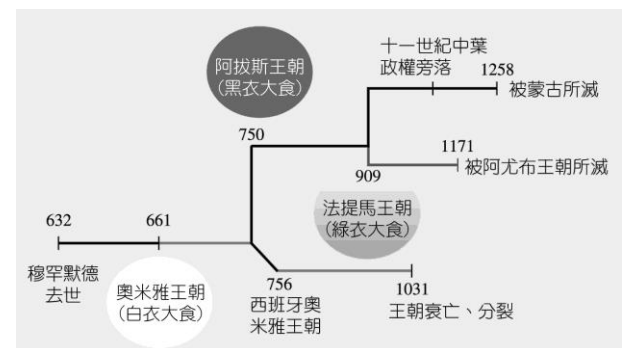 十一世紀中葉
政權旁落
1258
被蒙古所滅
阿拔斯王朝
(黑衣大食)
750
1171
被阿尤布王朝所滅
909
法提馬王朝
(綠衣大食)
632
661
穆罕默德
去世
奧米雅王朝
(白衣大食)
756
西班牙奧
米雅王朝
1031
王朝衰亡、分裂